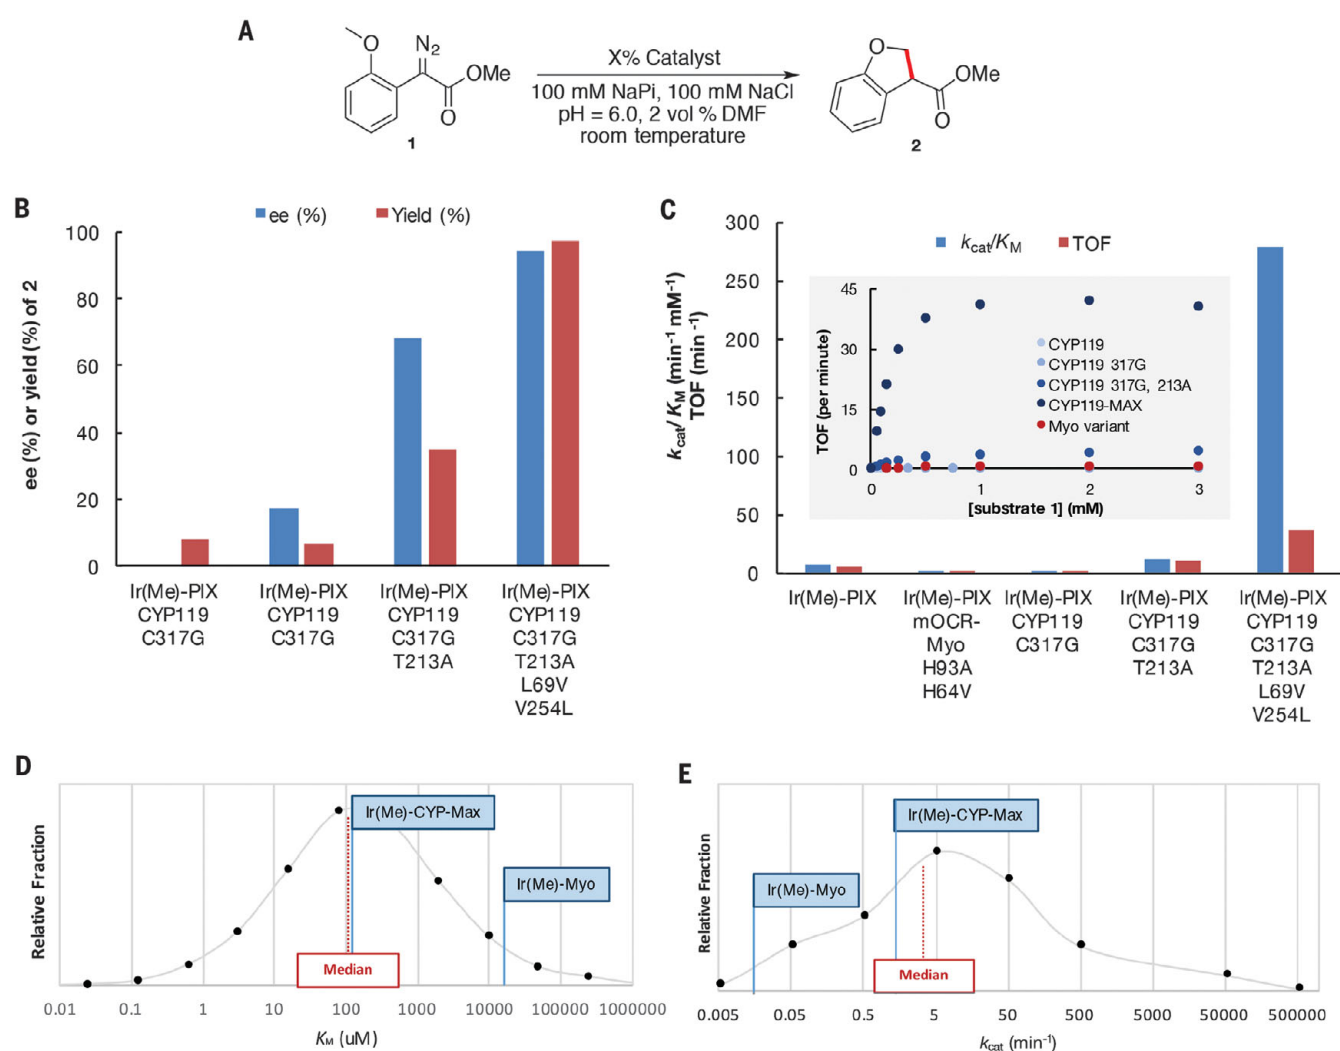 A
O
N2
OMe
O
1
X% Catalyst
100 mM NaPi, 100 mM NaCl
pH = 6.0, 2 vol % DMF
room temperature
O
OMe
O
2
B
ee (%)
Yield (%)
ee (%) or yield (%) of 2
100
80
60
40
20
0
Ir(Me)-PIX
CYP119
C317G
Ir(Me)-PIX
CYP119
C317G
Ir(Me)-PIX
CYP119
C317G
T213A
Ir(Me)-PIX
CYP119
C317G
T213A
L69V
V254L
C
kcat/KM
TOF
kcat/ KM (min-1 mM-1)
TOF (min -1)
300
250
200
150
100
50
0
TOF (per minute)
45
30
15
0
0
1
2
3
[substrate 1] (mM)
CYP119
CYP119 317G
CYP119 317G, 213A
CYP119-MAX
Myo variant
Ir(Me)-PIX
Ir(Me)-PIX
mOCR-
Myo
H93A
H64V
Ir(Me)-PIX
CYP119
C317G
Ir(Me)-PIX
CYP119
C317G
T213A
Ir(Me)-PIX
CYP119
C317G
T213A
L69V
V254L
D
Relative Fraction
Ir(Me)-CYP-Max
Ir(Me)-Myo
Median
0.01
0.1
1
10
100
1000
10000
100000
1000000
KM (uM)
E
Relative Fraction
Ir(Me)-CYP-Max
Ir(Me)-Myo
Median
0.005
0.05
0.5
5
50
500
5000
50000
500000
kcat (min-1)